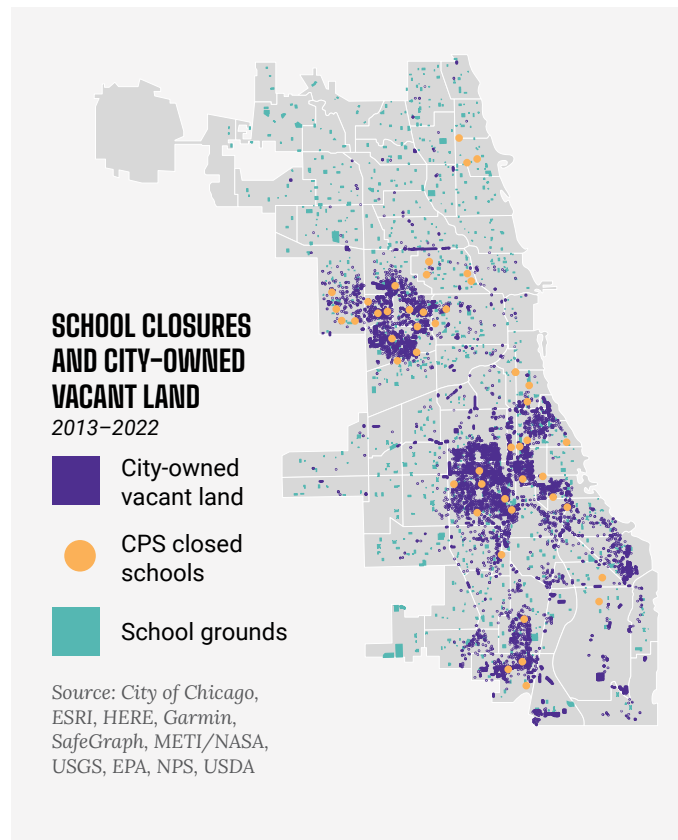 SCHOOL CLOSURES
AND CITY-OWNED
VACANT LAND
2013–2022
City-owned
vacant land
CPS closed
schools
School grounds
Source: City of Chicago,
ESRI, HERE, Garmin,
SafeGraph, METI/NASA,
USGS, EPA, NPS, USDA